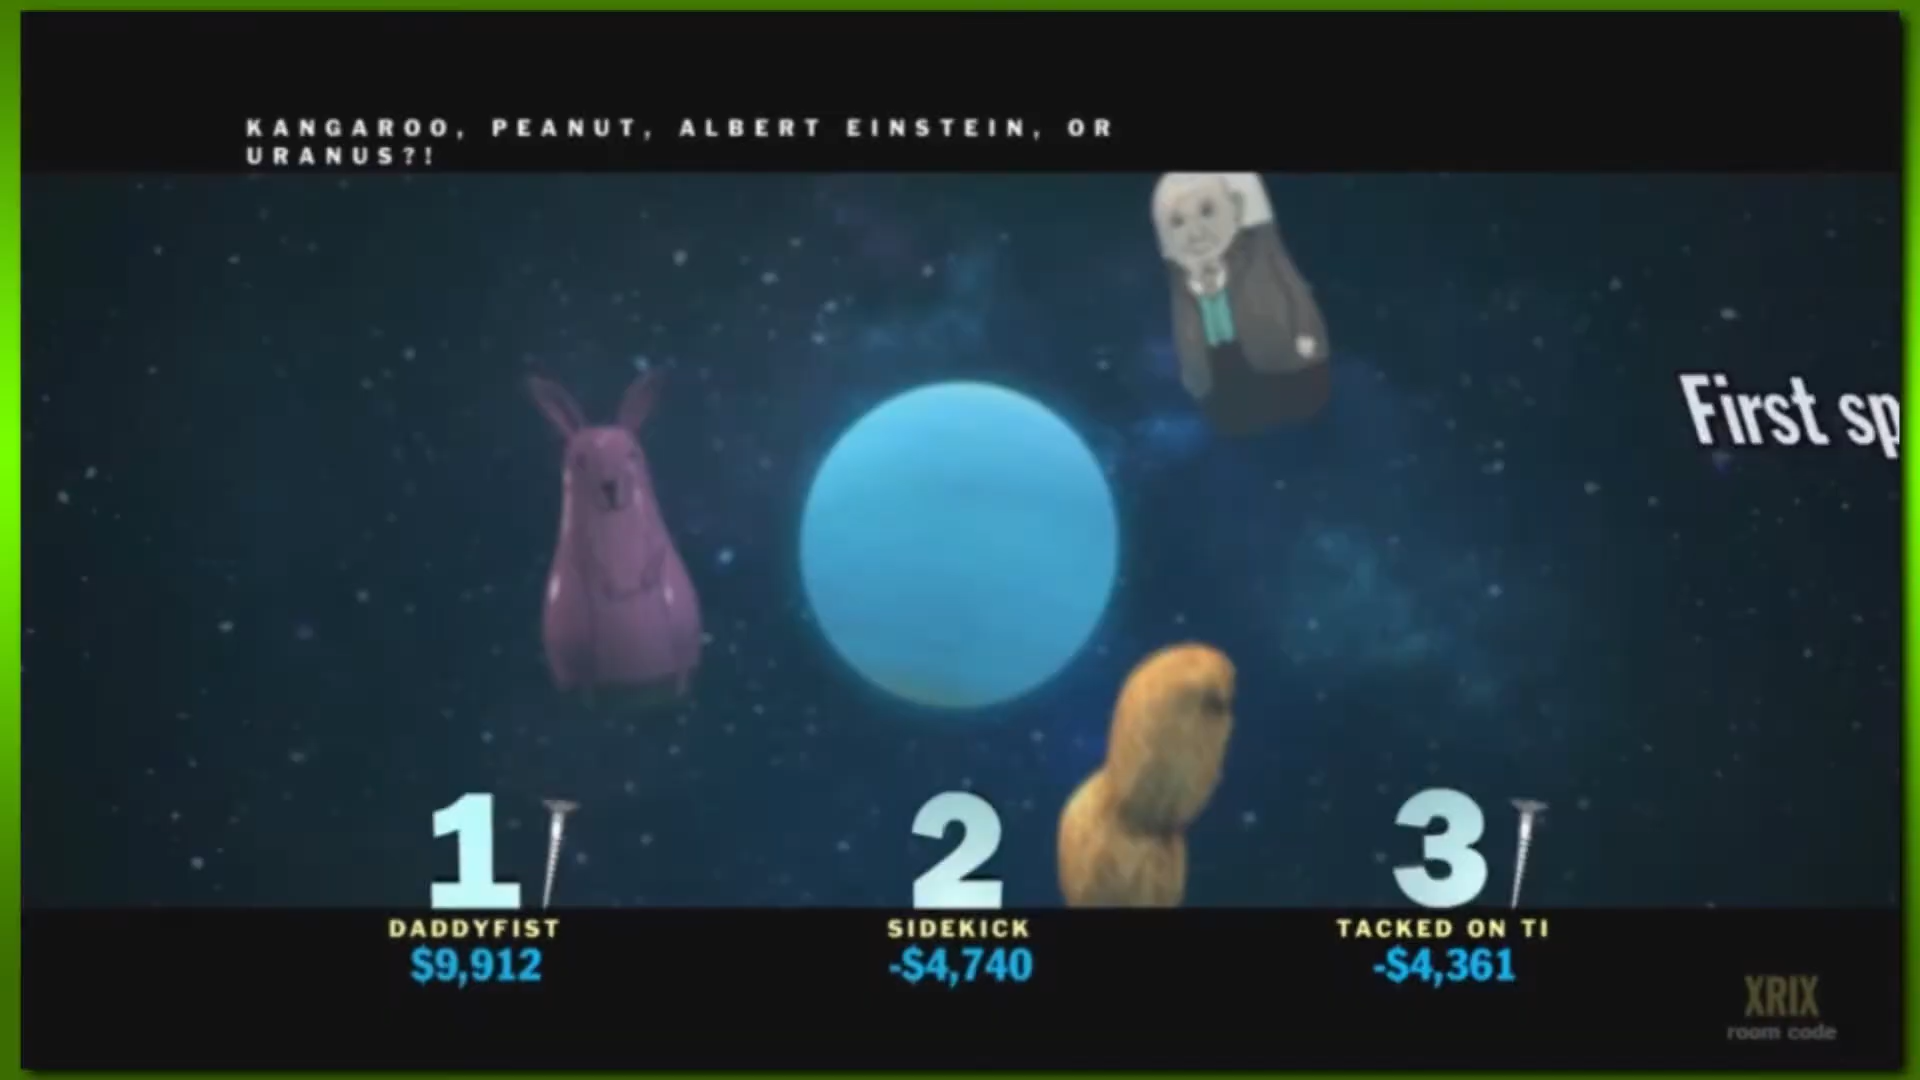 KANGAROO, PEANUT, ALBERT EINSTEIN, OR
URANUS?!
First sp
1
2
3
DADDYFIST
SIDEKICK
TACKED ON TI
$9,912
-$4,740
-$4,361
XRIX
room code